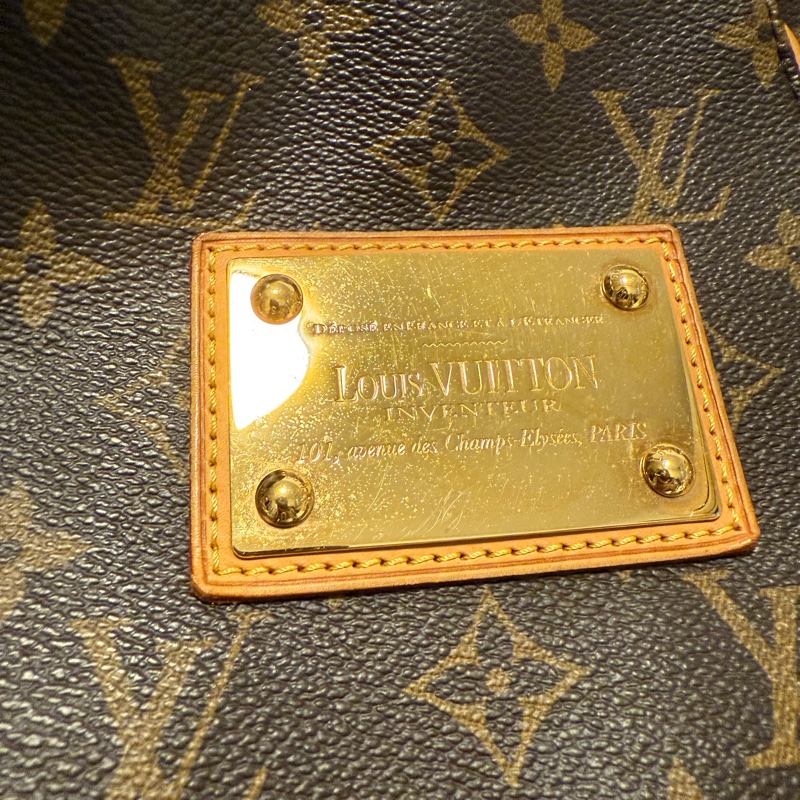 DÉPOSÉ EN FRANCE ET À L'ÉTRANGER
LOUIS VUITTON
INVENTEUR
101, avenue des Champs-Elysées, PARIS